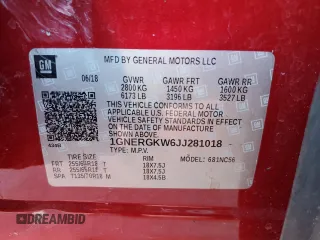 GM
MFD BY GENERAL MOTORS LLC
06/18 GVWR GAWR FRT GAWR RR
2800 KG 1450 KG 1600 KG
6173 LB 3196 LB 3527 LB
THIS VEHICLE CONFORMS TO ALL
APPLICABLE U.S. FEDERAL MOTOR
VEHICLE SAFETY STANDARDS IN
EFFECT ON THE DATE OF
MANUFACTURE SHOWN ABOVE.
1GNERGKW6JJ281018
TYPE: M.P.V.
MODEL: 6B1NC56
TIRE SIZE RIM
FRT 255/65R18 T 18X7.5J
RR 255/65R18 T 18X7.5J
SPA T135/70R18 M 18X4.5B
AUTOBIDMASTER